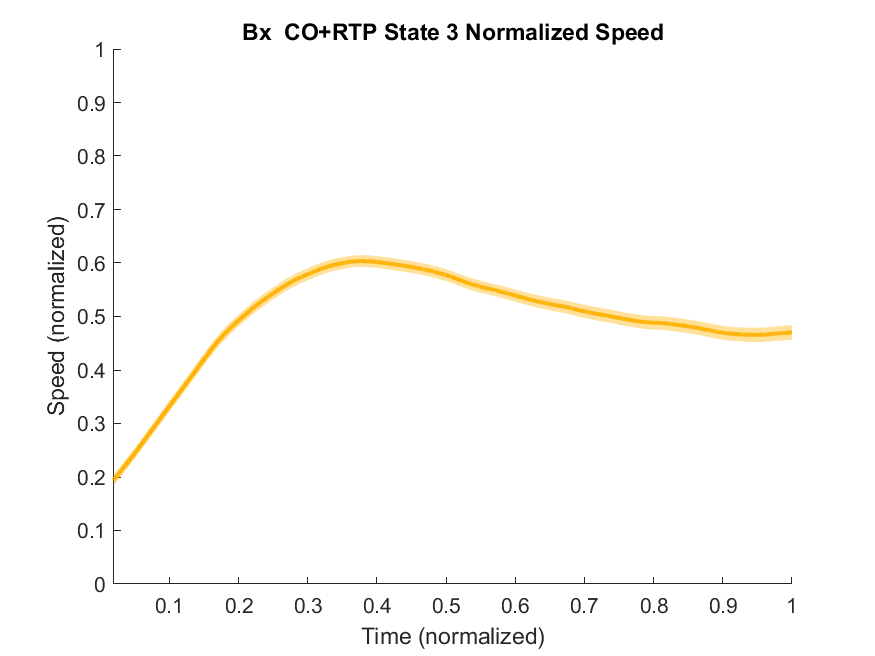 Bx  CO+RTP State 3 Normalized Speed
1
0.9
0.8
0.7
0.6
0.5
0.4
0.3
0.2
0.1
0
Speed (normalized)
0.1 0.2 0.3 0.4 0.5 0.6 0.7 0.8 0.9 1
Time (normalized)